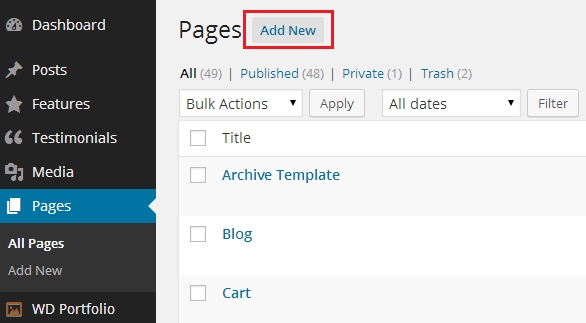 Dashboard
Posts
Features
Testimonials
Media
Pages
All Pages
Add New
WD Portfolio
Pages Add New
All (49) | Published (48) | Private (1) | Trash (2)
Bulk Actions Apply All dates Filter
Title
Archive Template
Blog
Cart